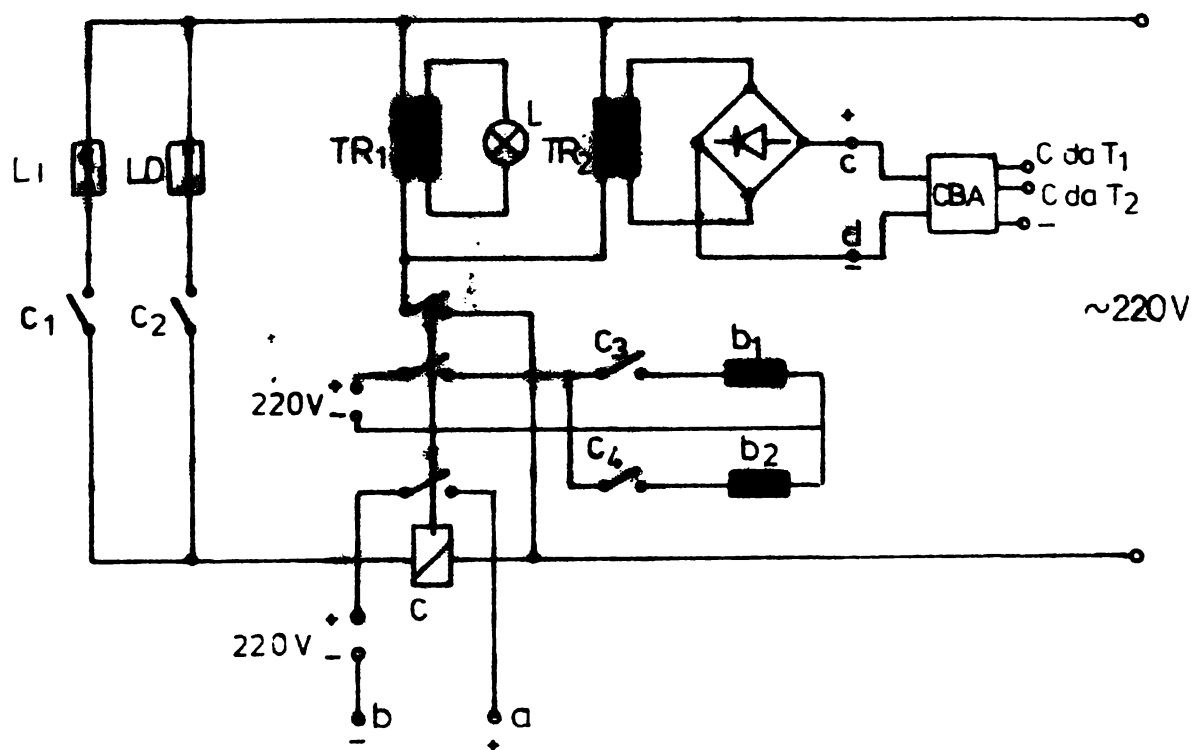 L
TR1
TR2
+
c
d
−
CBA
C da T1
C da T2
−
L1
LD
C1
C2
~220V
C3
b1
+
220V
−
C4
b2
C
+
220V
−
b
−
a
+